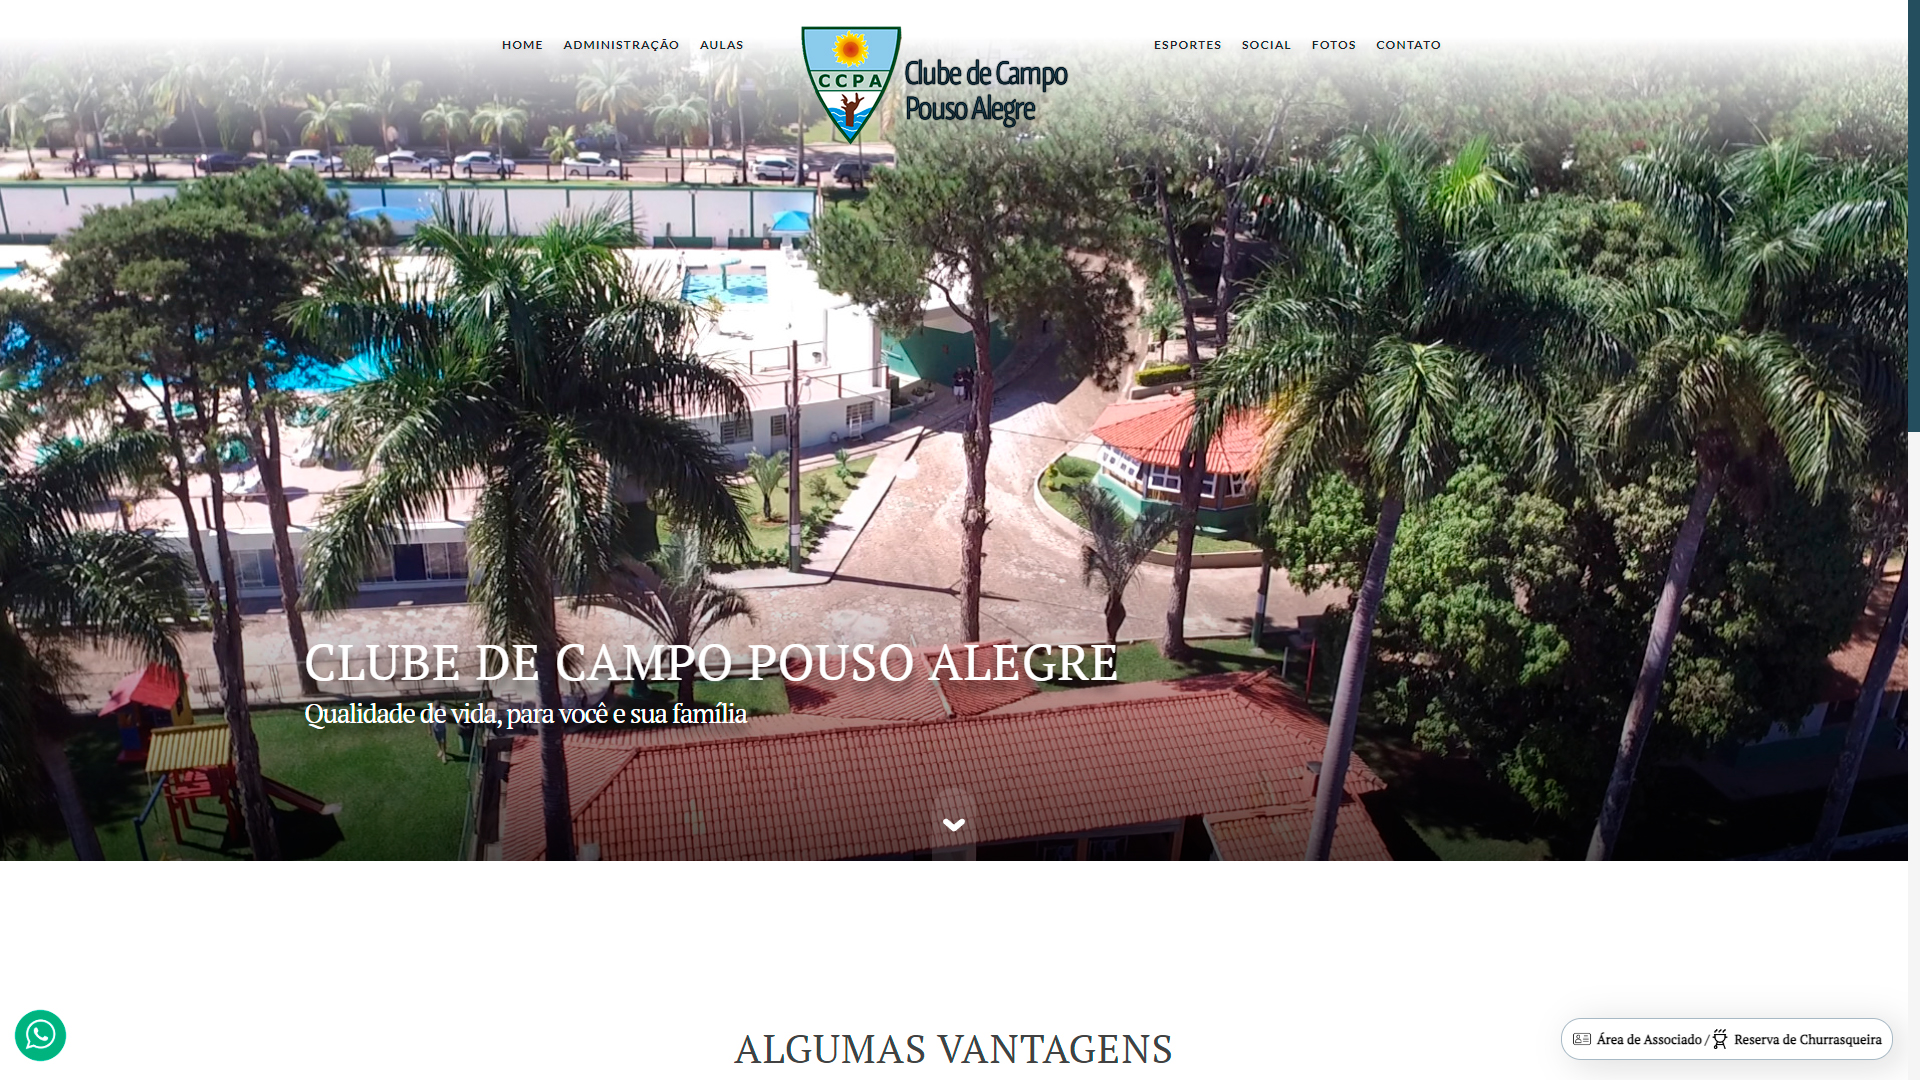 HOME ADMINISTRAÇÃO AULAS
CCPA
Clube de Campo
Pouso Alegre
ESPORTES SOCIAL FOTOS CONTATO
CLUBE DE CAMPO POUSO ALEGRE
Qualidade de vida, para você e sua família
ALGUMAS VANTAGENS
Área de Associado / Reserva de Churrasqueira